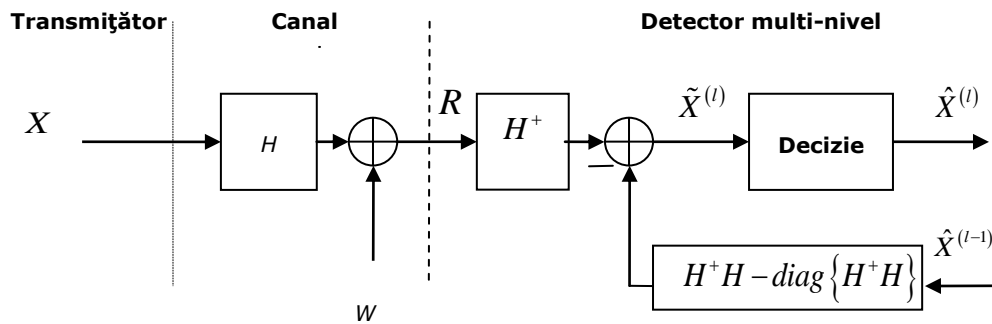 Transmiţător Canal Detector multi-nivel
X H R H⁺ X̃⁽ˡ⁾ Decizie X̂⁽ˡ⁾
W H⁺H − diag{H⁺H} X̂⁽ˡ⁻¹⁾